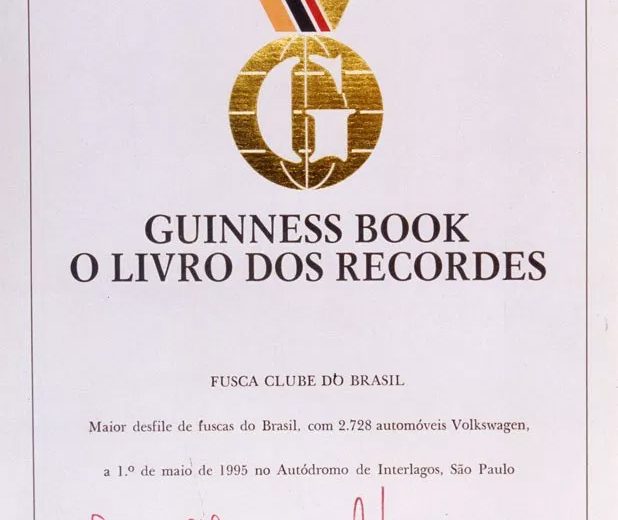 G
GUINNESS BOOK
O LIVRO DOS RECORDES
FUSCA CLUBE DO BRASIL
Maior desfile de fuscas do Brasil, com 2.728 automóveis Volkswagen,
a 1.º de maio de 1995 no Autódromo de Interlagos, São Paulo